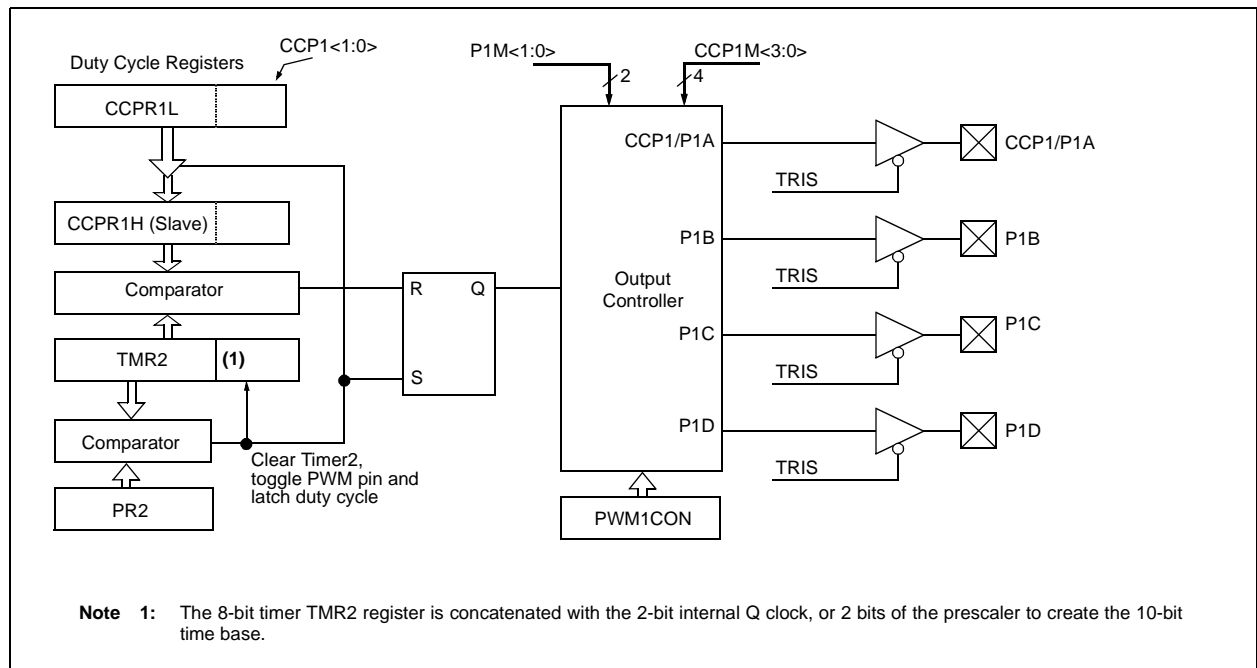 CCP1<1:0>
Duty Cycle Registers
CCPR1L
CCPR1H (Slave)
Comparator
TMR2
(1)
Comparator
PR2
Clear Timer2,
toggle PWM pin and
latch duty cycle
R
Q
S
P1M<1:0>
2
CCP1M<3:0>
4
Output
Controller
CCP1/P1A
P1B
P1C
P1D
PWM1CON
TRIS
CCP1/P1A
TRIS
P1B
TRIS
P1C
TRIS
P1D
Note 1: The 8-bit timer TMR2 register is concatenated with the 2-bit internal Q clock, or 2 bits of the prescaler to create the 10-bit
time base.